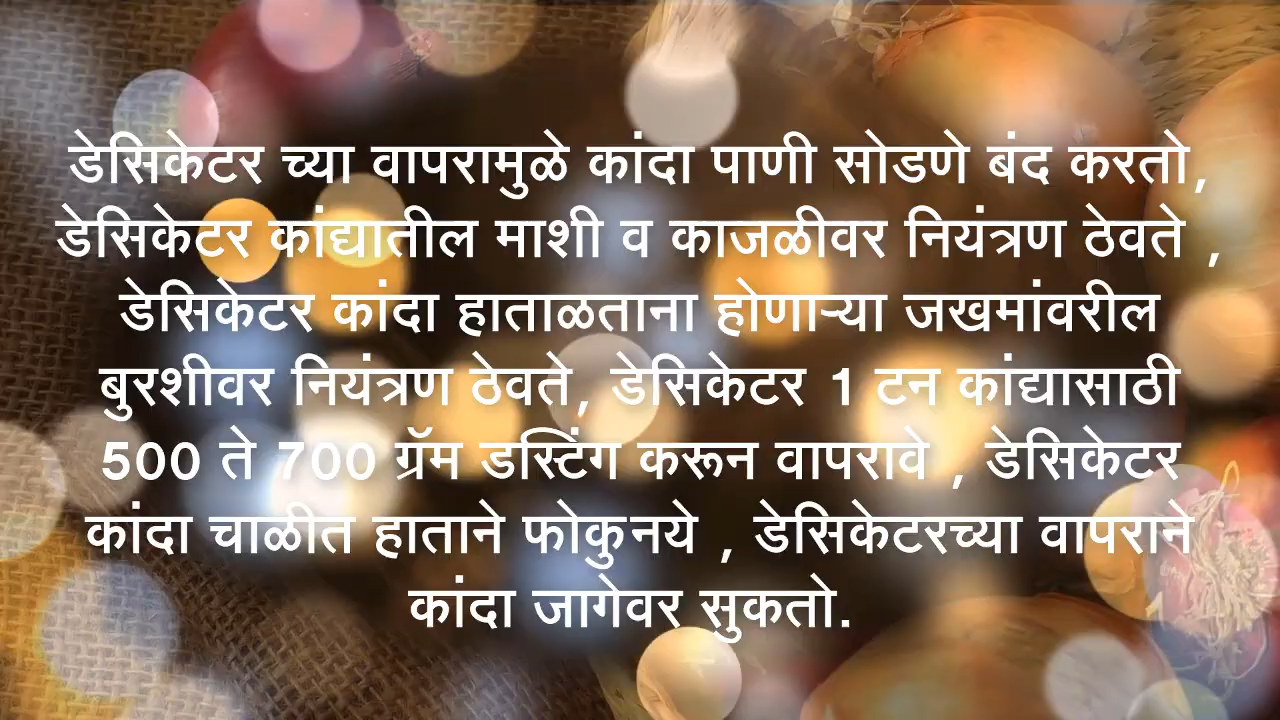 डेसिकेटर च्या वापरामुळे कांदा पाणी सोडणे बंद करतो,
डेसिकेटर कांद्यातील माशी व काजळीवर नियंत्रण ठेवते ,
डेसिकेटर कांदा हाताळताना होणाऱ्या जखमांवरील
बुरशीवर नियंत्रण ठेवते, डेसिकेटर 1 टन कांद्यासाठी
500 ते 700 ग्रॅम डस्टिंग करून वापरावे , डेसिकेटर
कांदा चाळीत हाताने फोकुनये , डेसिकेटरच्या वापराने
कांदा जागेवर सुकतो.